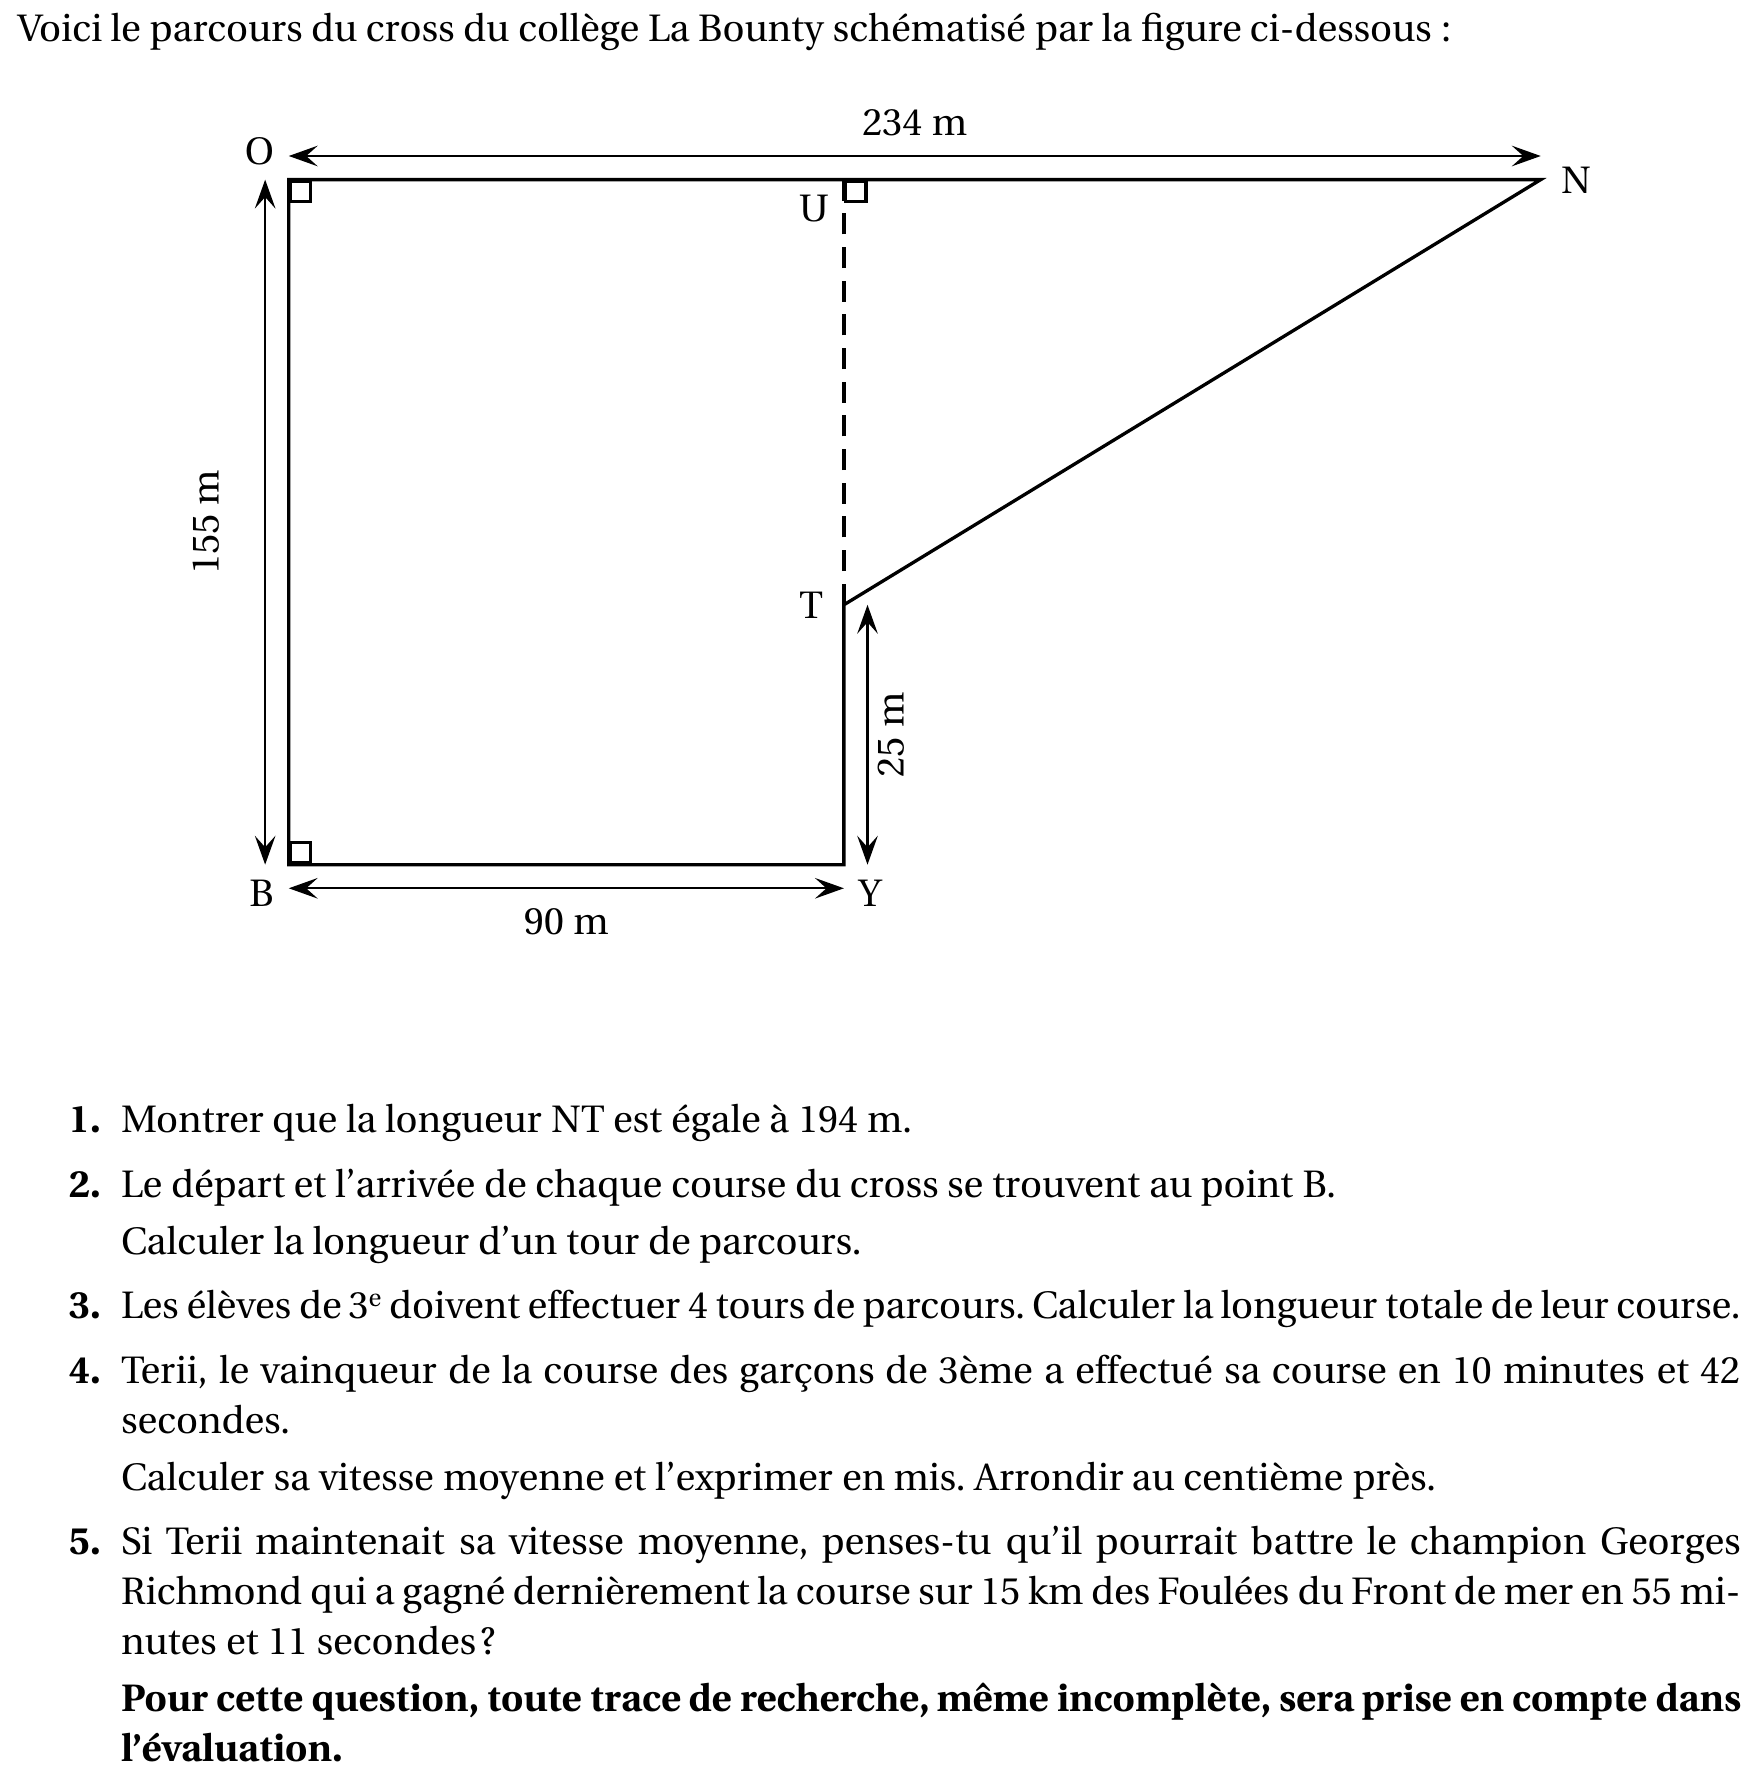 Voici le parcours du cross du collège La Bounty schématisé par la figure ci-dessous :
234 m
O
N
U
155 m
T
25 m
B
Y
90 m
1. Montrer que la longueur NT est égale à 194 m.
2. Le départ et l'arrivée de chaque course du cross se trouvent au point B.
Calculer la longueur d'un tour de parcours.
3. Les élèves de 3e doivent effectuer 4 tours de parcours. Calculer la longueur totale de leur course.
4. Terii, le vainqueur de la course des garçons de 3ème a effectué sa course en 10 minutes et 42
secondes.
Calculer sa vitesse moyenne et l'exprimer en mis. Arrondir au centième près.
5. Si Terii maintenait sa vitesse moyenne, penses-tu qu'il pourrait battre le champion Georges
Richmond qui a gagné dernièrement la course sur 15 km des Foulées du Front de mer en 55 mi-
nutes et 11 secondes ?
Pour cette question, toute trace de recherche, même incomplète, sera prise en compte dans
l'évaluation.